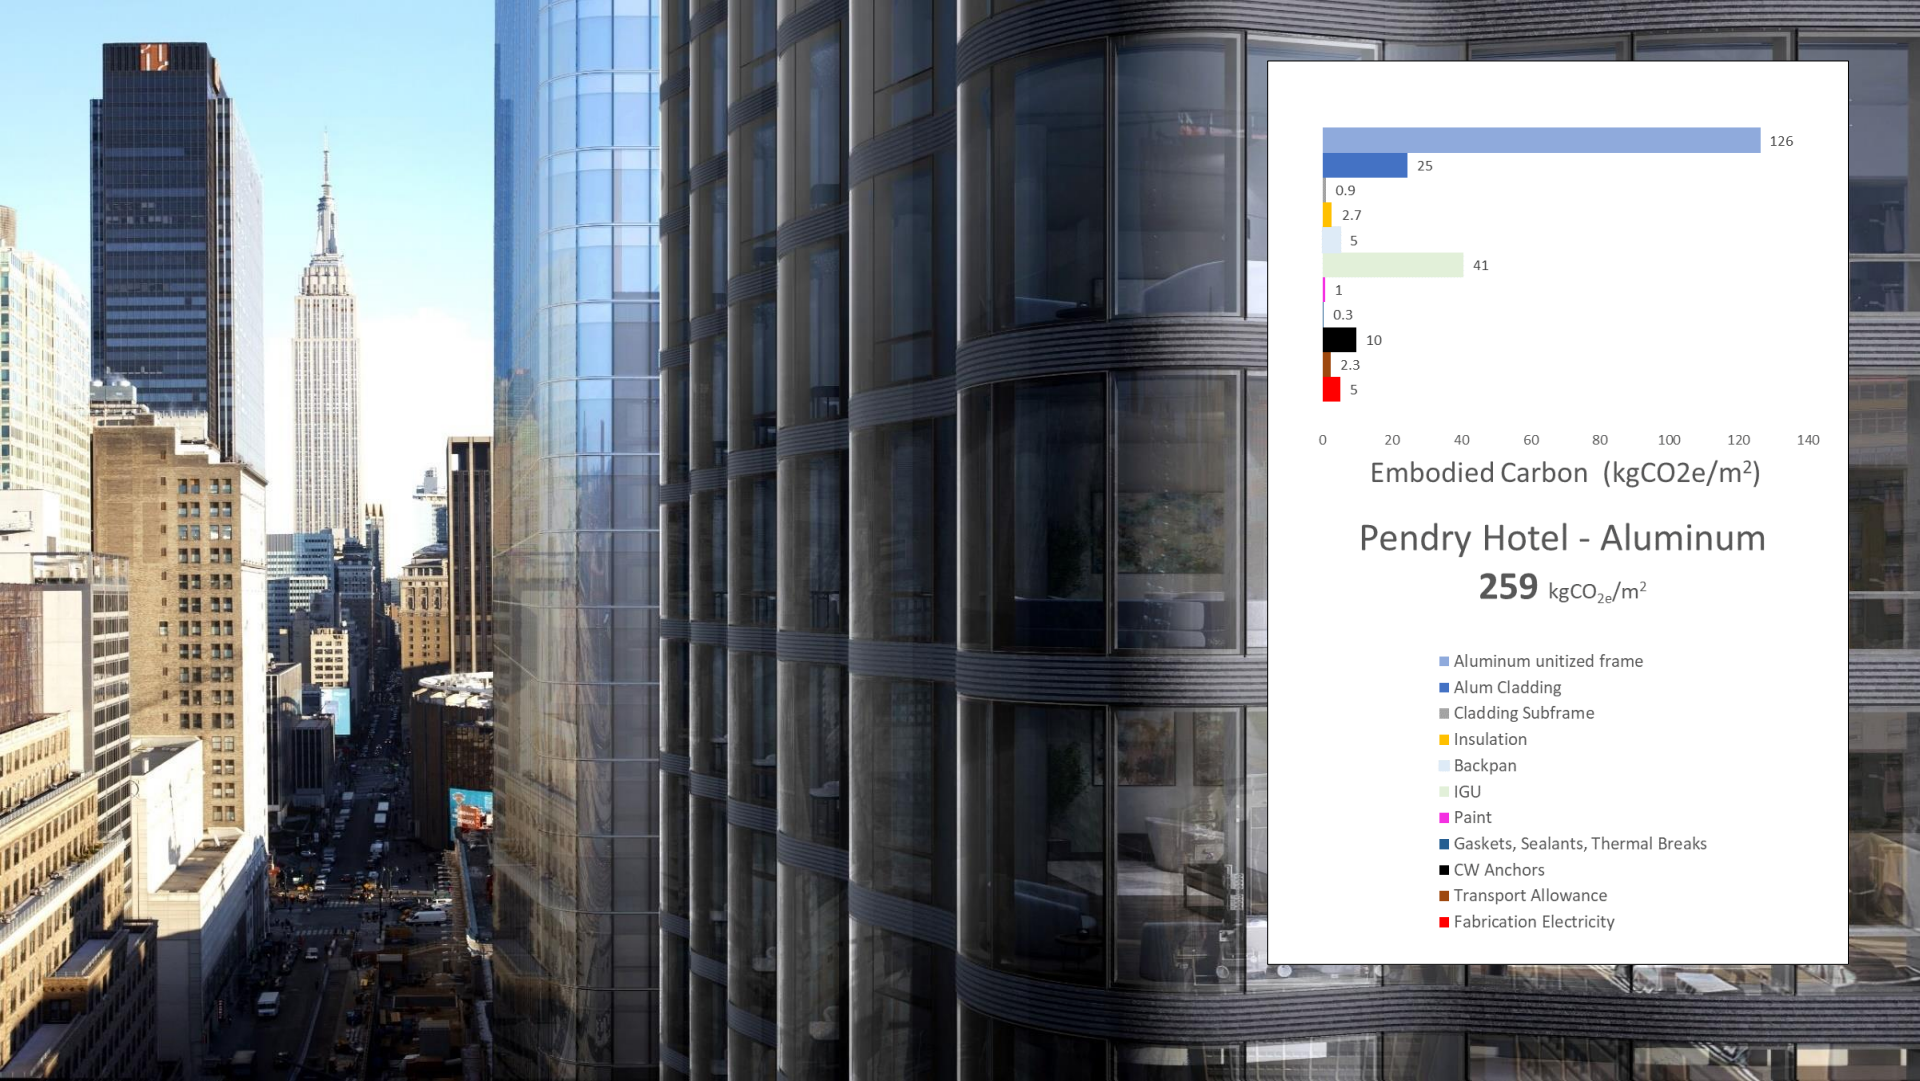 126
25
0.9
2.7
5
41
1
0.3
10
2.3
5
0 20 40 60 80 100 120 140
Embodied Carbon (kgCO2e/m²)
Pendry Hotel - Aluminum
259 kgCO₂ₑ/m²
Aluminum unitized frame
Alum Cladding
Cladding Subframe
Insulation
Backpan
IGU
Paint
Gaskets, Sealants, Thermal Breaks
CW Anchors
Transport Allowance
Fabrication Electricity